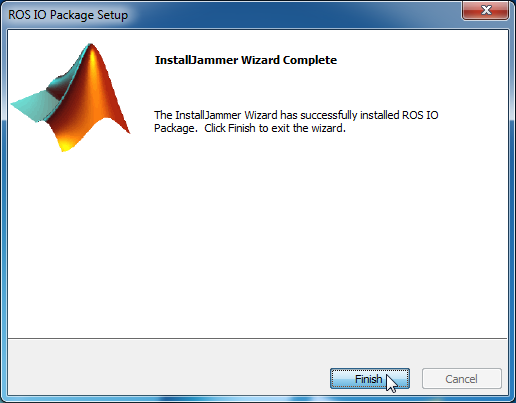 ROS IO Package Setup
InstallJammer Wizard Complete
The InstallJammer Wizard has successfully installed ROS IO
Package.  Click Finish to exit the wizard.
Finish
Cancel